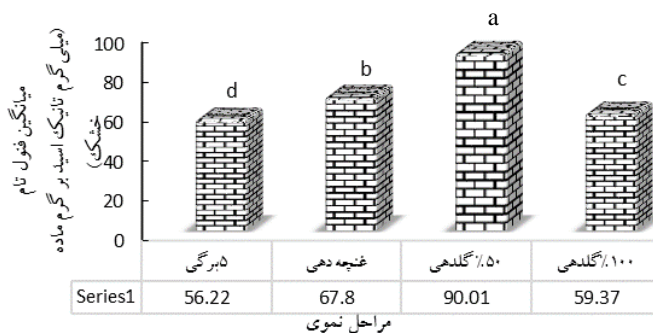 میانگین فنول تام
(میلی گرم تانیک اسید بر گرم ماده
خشک)
100
80
60
40
20
0
d
b
a
c
۵برگی
غنچه دهی
۵۰٪گلدهی
۱۰۰٪گلدهی
Series1 56.22 67.8 90.01 59.37
مراحل نموی